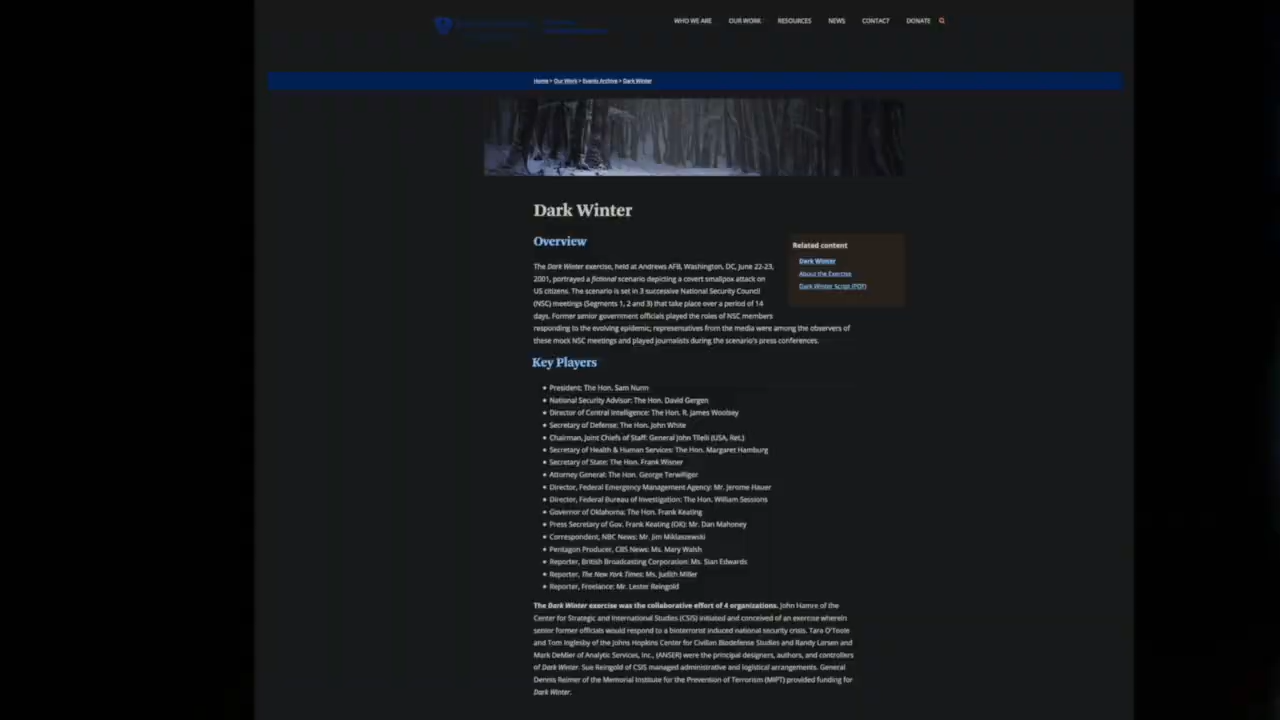 WHO WE ARE OUR WORK RESOURCES NEWS CONTACT DONATE
Home > Our Work > Events Archive > Dark Winter
Dark Winter
Overview
The Dark Winter exercise, held at Andrews AFB, Washington, DC, June 22-23,
2001, portrayed a fictional scenario depicting a covert smallpox attack on
US citizens. The scenario is set in 3 successive National Security Council
(NSC) meetings (Segments 1, 2 and 3) that take place over a period of 14
days. Former senior government officials played the roles of NSC members
responding to the evolving epidemic; representatives from the media were among the observers of
these mock NSC meetings and played journalists during the scenario's press conferences.
Related content
Dark Winter
About the Exercise
Dark Winter Script (PDF)
Key Players
• President: The Hon. Sam Nunn
• National Security Advisor: The Hon. David Gergen
• Director of Central Intelligence: The Hon. R. James Woolsey
• Secretary of Defense: The Hon. John White
• Chairman, Joint Chiefs of Staff: General John Tilelli (USA, Ret.)
• Secretary of Health & Human Services: The Hon. Margaret Hamburg
• Secretary of State: The Hon. Frank Wisner
• Attorney General: The Hon. George Terwilliger
• Director, Federal Emergency Management Agency: Mr. Jerome Hauer
• Director, Federal Bureau of Investigation: The Hon. William Sessions
• Governor of Oklahoma: The Hon. Frank Keating
• Press Secretary of Gov. Frank Keating (OK): Mr. Dan Mahoney
• Correspondent, NBC News: Mr. Jim Miklaszewski
• Pentagon Producer, CBS News: Ms. Mary Walsh
• Reporter, British Broadcasting Corporation: Ms. Sian Edwards
• Reporter, The New York Times: Ms. Judith Miller
• Reporter, Freelance: Mr. Lester Reingold
The Dark Winter exercise was the collaborative effort of 4 organizations. John Hamre of the
Center for Strategic and International Studies (CSIS) initiated and conceived of an exercise wherein
senior former officials would respond to a bioterrorist induced national security crisis. Tara O'Toole
and Tom Inglesby of the Johns Hopkins Center for Civilian Biodefense Studies and Randy Larsen and
Mark DeMier of Analytic Services, Inc., (ANSER) were the principal designers, authors, and controllers
of Dark Winter. Sue Reingold of CSIS managed administrative and logistical arrangements. General
Dennis Reimer of the Memorial Institute for the Prevention of Terrorism (MIPT) provided funding for
Dark Winter.